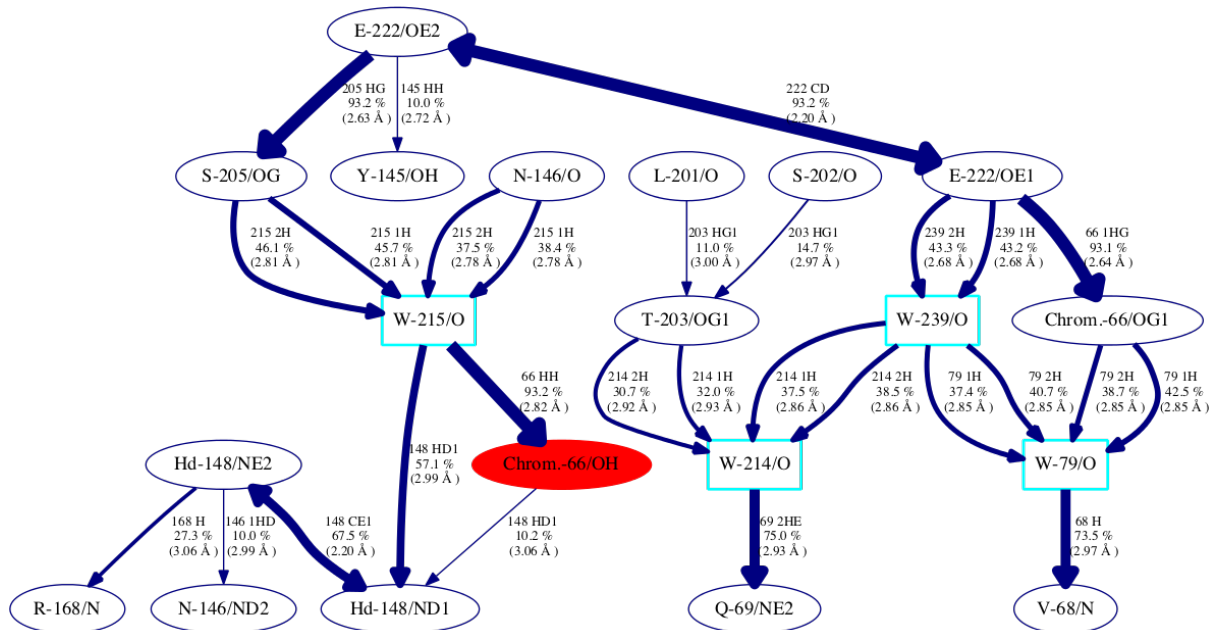 E-222/OE2
205 HG
93.2 %
(2.63 Å )
145 HH
10.0 %
(2.72 Å )
222 CD
93.2 %
(2.20 Å )
S-205/OG
Y-145/OH
N-146/O
L-201/O
S-202/O
E-222/OE1
215 2H
46.1 %
(2.81 Å )
215 1H
45.7 %
(2.81 Å )
215 2H
37.5 %
(2.78 Å )
215 1H
38.4 %
(2.78 Å )
203 HG1
11.0 %
(3.00 Å )
203 HG1
14.7 %
(2.97 Å )
239 2H
43.3 %
(2.68 Å )
239 1H
43.2 %
(2.68 Å )
66 1HG
93.1 %
(2.64 Å )
W-215/O
T-203/OG1
W-239/O
Chrom.-66/OG1
66 HH
93.2 %
(2.82 Å )
214 2H
30.7 %
(2.92 Å )
214 1H
32.0 %
(2.93 Å )
214 1H
37.5 %
(2.86 Å )
214 2H
38.5 %
(2.86 Å )
79 1H
37.4 %
(2.85 Å )
79 2H
40.7 %
(2.85 Å )
79 2H
38.7 %
(2.85 Å )
79 1H
42.5 %
(2.85 Å )
148 HD1
57.1 %
(2.99 Å )
Hd-148/NE2
Chrom.-66/OH
W-214/O
W-79/O
168 H
27.3 %
(3.06 Å )
146 1HD
10.0 %
(2.99 Å )
148 CE1
67.5 %
(2.20 Å )
148 HD1
10.2 %
(3.06 Å )
69 2HE
75.0 %
(2.93 Å )
68 H
73.5 %
(2.97 Å )
R-168/N
N-146/ND2
Hd-148/ND1
Q-69/NE2
V-68/N